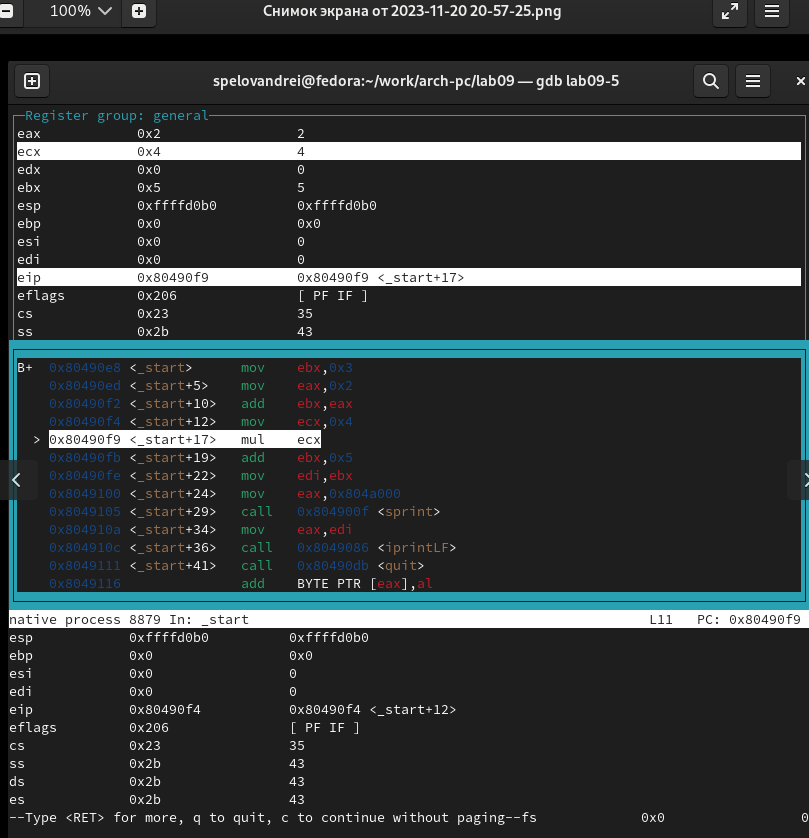 100%
Снимок экрана от 2023-11-20 20-57-25.png
spelovandrei@fedora:~/work/arch-pc/lab09 — gdb lab09-5
Register group: general
eax 0x2 2
ecx 0x4 4
edx 0x0 0
ebx 0x5 5
esp 0xffffd0b0 0xffffd0b0
ebp 0x0 0x0
esi 0x0 0
edi 0x0 0
eip 0x80490f9 0x80490f9 <_start+17>
eflags 0x206 [ PF IF ]
cs 0x23 35
ss 0x2b 43
B+ 0x80490e8 <_start> mov ebx,0x3
0x80490ed <_start+5> mov eax,0x2
0x80490f2 <_start+10> add ebx,eax
0x80490f4 <_start+12> mov ecx,0x4
> 0x80490f9 <_start+17> mul ecx
0x80490fb <_start+19> add ebx,0x5
0x80490fe <_start+22> mov edi,ebx
0x8049100 <_start+24> mov eax,0x804a000
0x8049105 <_start+29> call 0x804900f <sprint>
0x804910a <_start+34> mov eax,edi
0x804910c <_start+36> call 0x8049086 <iprintLF>
0x8049111 <_start+41> call 0x80490db <quit>
0x8049116 add BYTE PTR [eax],al
native process 8879 In: _start L11 PC: 0x80490f9
esp 0xffffd0b0 0xffffd0b0
ebp 0x0 0x0
esi 0x0 0
edi 0x0 0
eip 0x80490f4 0x80490f4 <_start+12>
eflags 0x206 [ PF IF ]
cs 0x23 35
ss 0x2b 43
ds 0x2b 43
es 0x2b 43
--Type <RET> for more, q to quit, c to continue without paging--fs 0x0 0